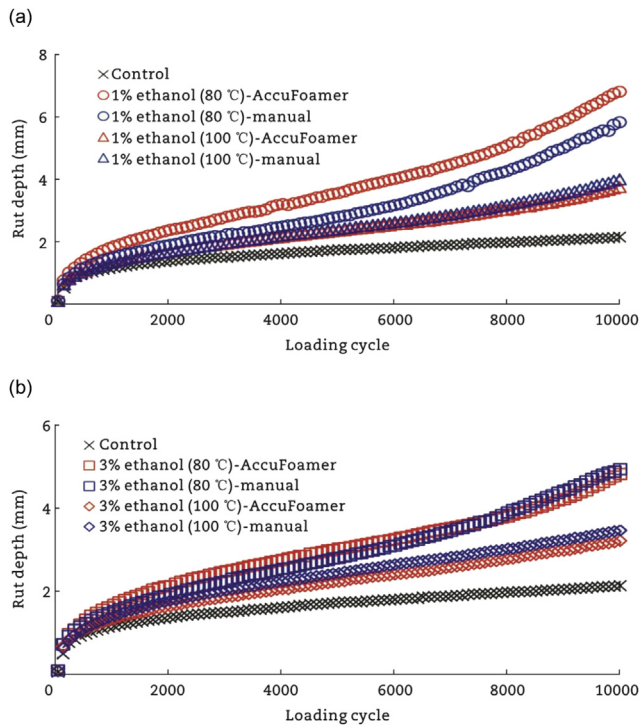 (a)
8
× Control
○ 1% ethanol (80 ℃)-AccuFoamer
○ 1% ethanol (80 ℃)-manual
△ 1% ethanol (100 ℃)-AccuFoamer
△ 1% ethanol (100 ℃)-manual
6
4
2
Rut depth (mm)
0 2000 4000 6000 8000 10000
Loading cycle
(b)
6
× Control
□ 3% ethanol (80 ℃)-AccuFoamer
□ 3% ethanol (80 ℃)-manual
◇ 3% ethanol (100 ℃)-AccuFoamer
◇ 3% ethanol (100 ℃)-manual
4
2
Rut depth (mm)
0 2000 4000 6000 8000 10000
Loading cycle